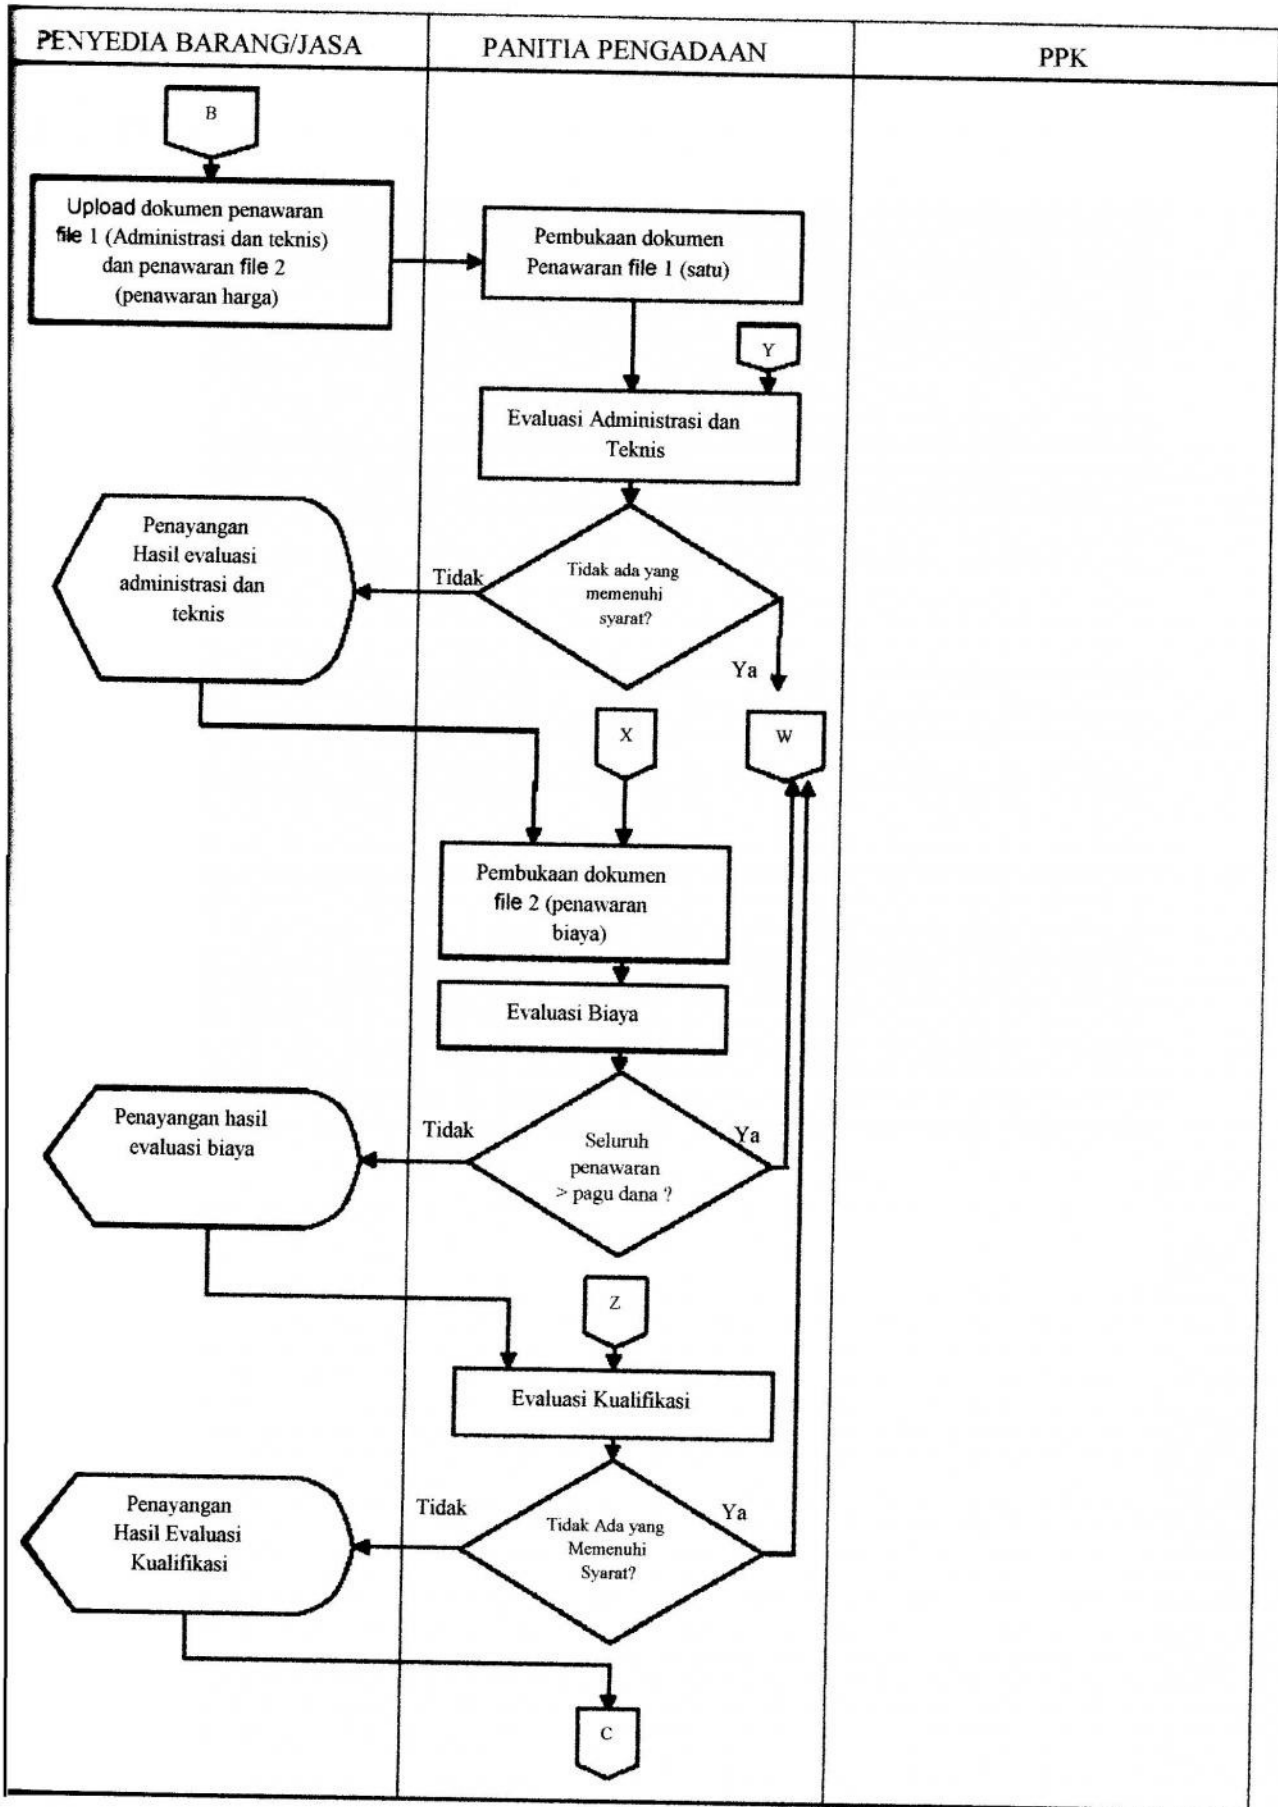 PENYEDIA BARANG/JASA
PANITIA PENGADAAN
PPK
B
Upload dokumen penawaran
file 1 (Administrasi dan teknis)
dan penawaran file 2
(penawaran harga)
Pembukaan dokumen
Penawaran file 1 (satu)
Y
Evaluasi Administrasi dan
Teknis
Penayangan
Hasil evaluasi
administrasi dan
teknis
Tidak
Tidak ada yang
memenuhi
syarat?
Ya
X
W
Pembukaan dokumen
file 2 (penawaran
biaya)
Evaluasi Biaya
Penayangan hasil
evaluasi biaya
Tidak
Seluruh
penawaran
> pagu dana ?
Ya
Z
Evaluasi Kualifikasi
Penayangan
Hasil Evaluasi
Kualifikasi
Tidak
Tidak Ada yang
Memenuhi
Syarat?
Ya
C